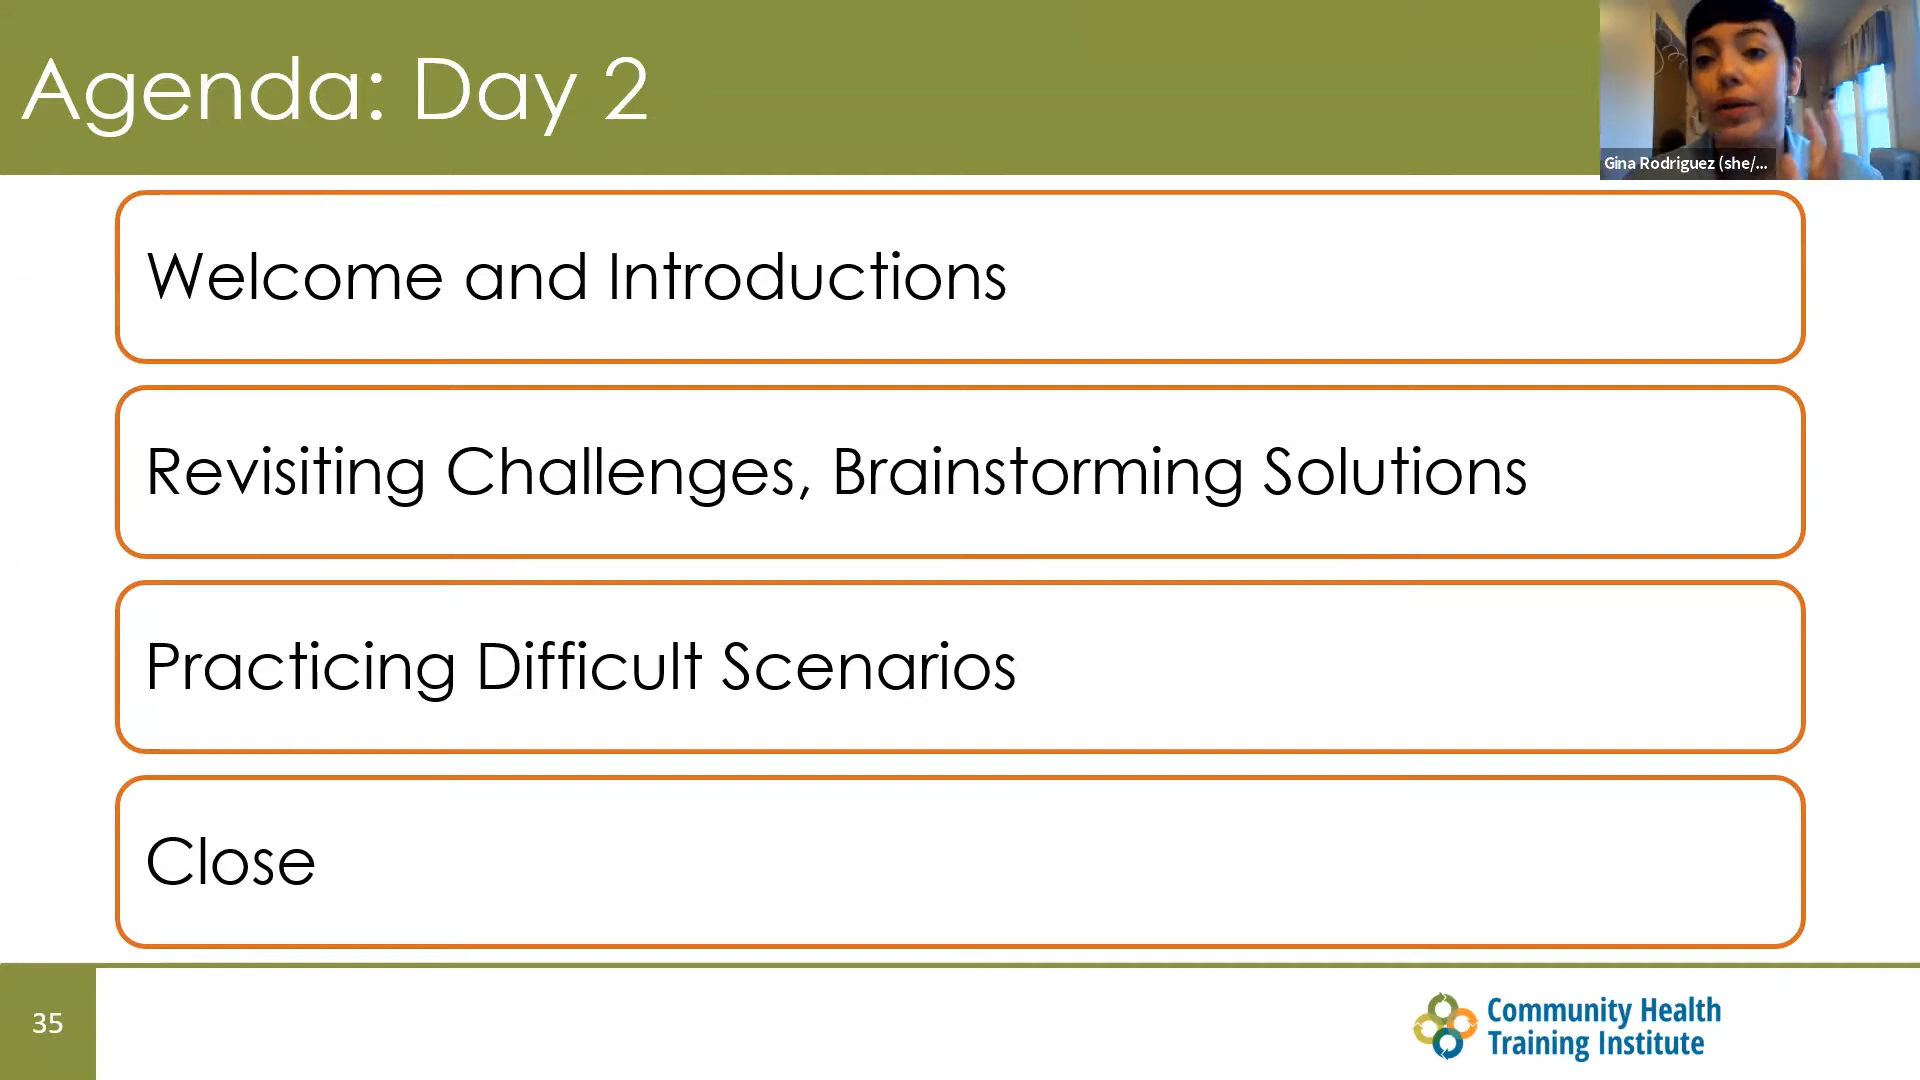 Agenda: Day 2
Gina Rodriguez (she/...
Welcome and Introductions
Revisiting Challenges, Brainstorming Solutions
Practicing Difficult Scenarios
Close
35
Community Health
Training Institute